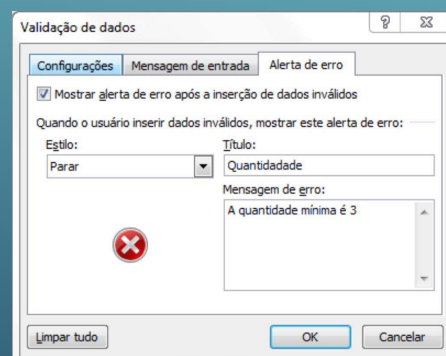 Validação de dados
Configurações
Mensagem de entrada
Alerta de erro
Mostrar alerta de erro após a inserção de dados inválidos
Quando o usuário inserir dados inválidos, mostrar este alerta de erro:
Estilo:
Título:
Parar
Quantidadade
Mensagem de erro:
A quantidade mínima é 3
Limpar tudo
OK
Cancelar